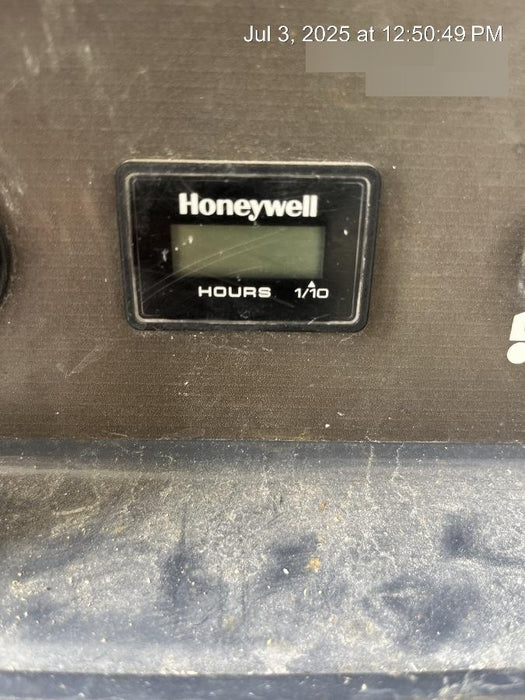 Jul 3, 2025 at 12:50:49 PM
Honeywell
HOURS 1/10